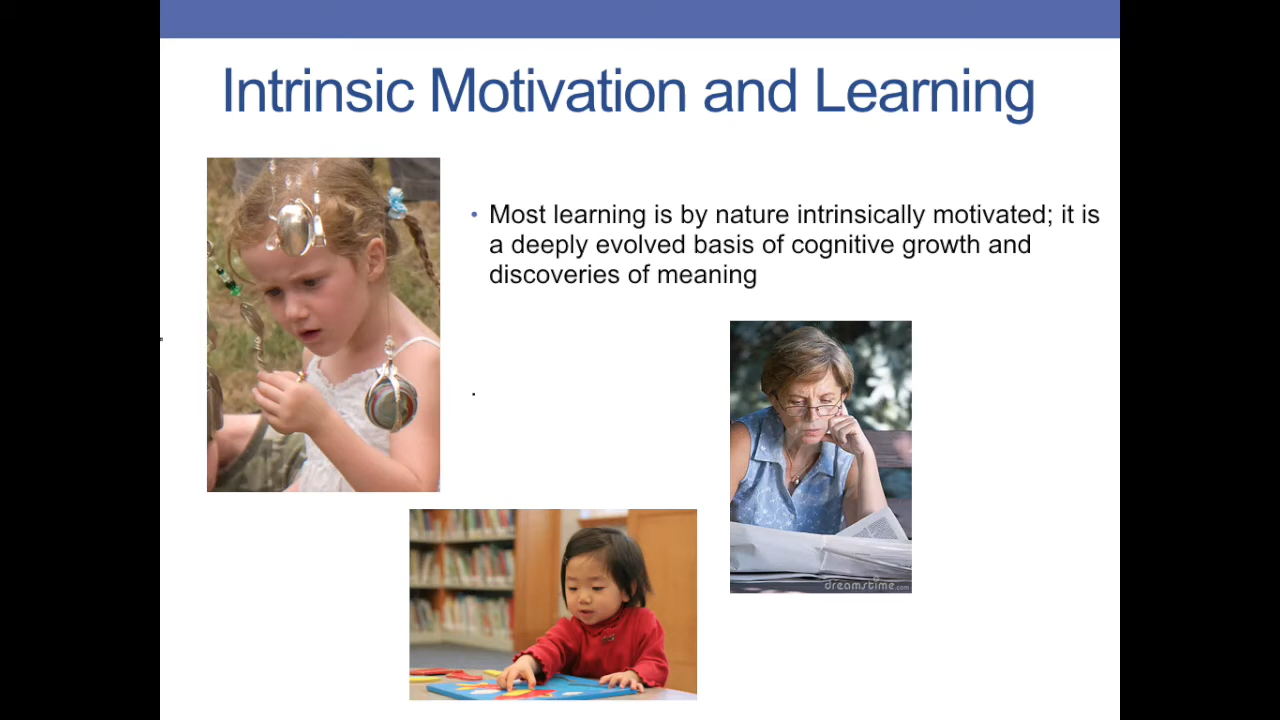 Intrinsic Motivation and Learning
• Most learning is by nature intrinsically motivated; it is
a deeply evolved basis of cognitive growth and
discoveries of meaning
.
dreamstime.com